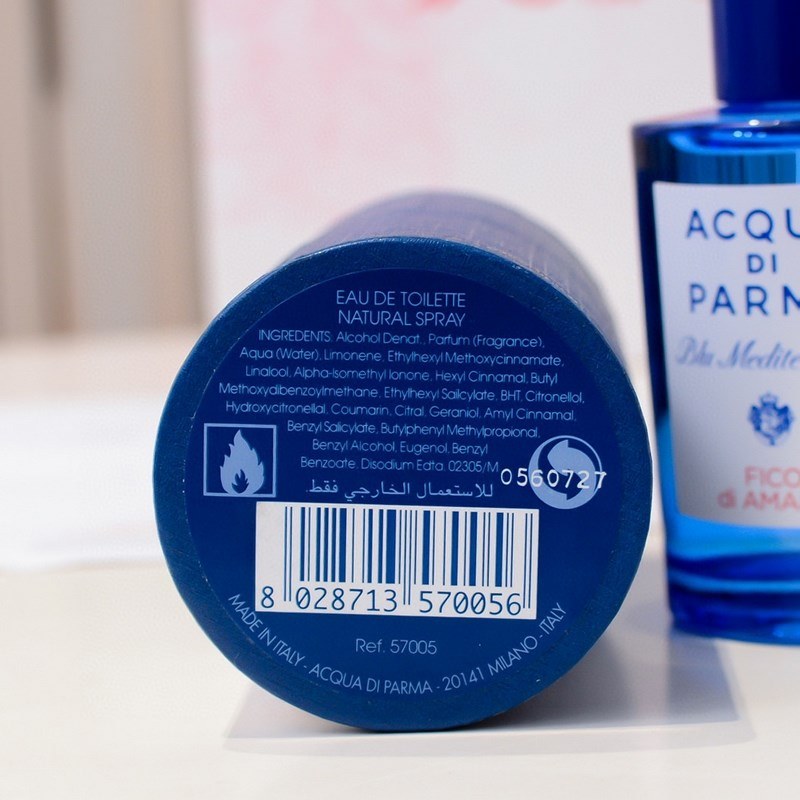 EAU DE TOILETTE
NATURAL SPRAY
INGREDIENTS: Alcohol Denat., Parfum (Fragrance),
Aqua (Water), Limonene, Ethylhexyl Methoxycinnamate,
Linalool, Alpha-Isomethyl Ionone, Hexyl Cinnamal, Butyl
Methoxydibenzoylmethane, Ethylhexyl Salicylate, BHT, Citronellol,
Hydroxycitronellal, Coumarin, Citral, Geraniol, Amyl Cinnamal,
Benzyl Salicylate, Butylphenyl Methylpropional,
Benzyl Alcohol, Eugenol, Benzyl
Benzoate, Disodium Edta. 02305/M
0560727
للاستعمال الخارجي فقط.
8 028713 570056
Ref. 57005
MADE IN ITALY - ACQUA DI PARMA - 20141 MILANO - ITALY
ACQU
DI
PARM
Blu Medite
FICO
di AMA